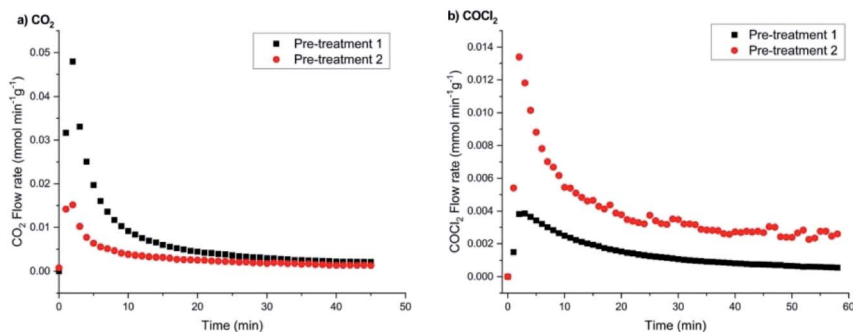 a) CO₂
Pre-treatment 1
Pre-treatment 2
0.05
0.04
0.03
0.02
0.01
0.00
CO₂ Flow rate (mmol min⁻¹g⁻¹)
0
10
20
30
40
50
Time (min)
b) COCl₂
Pre-treatment 1
Pre-treatment 2
0.014
0.012
0.010
0.008
0.006
0.004
0.002
0.000
COCl₂ Flow rate (mmol min⁻¹g⁻¹)
0
10
20
30
40
50
60
Time (min)